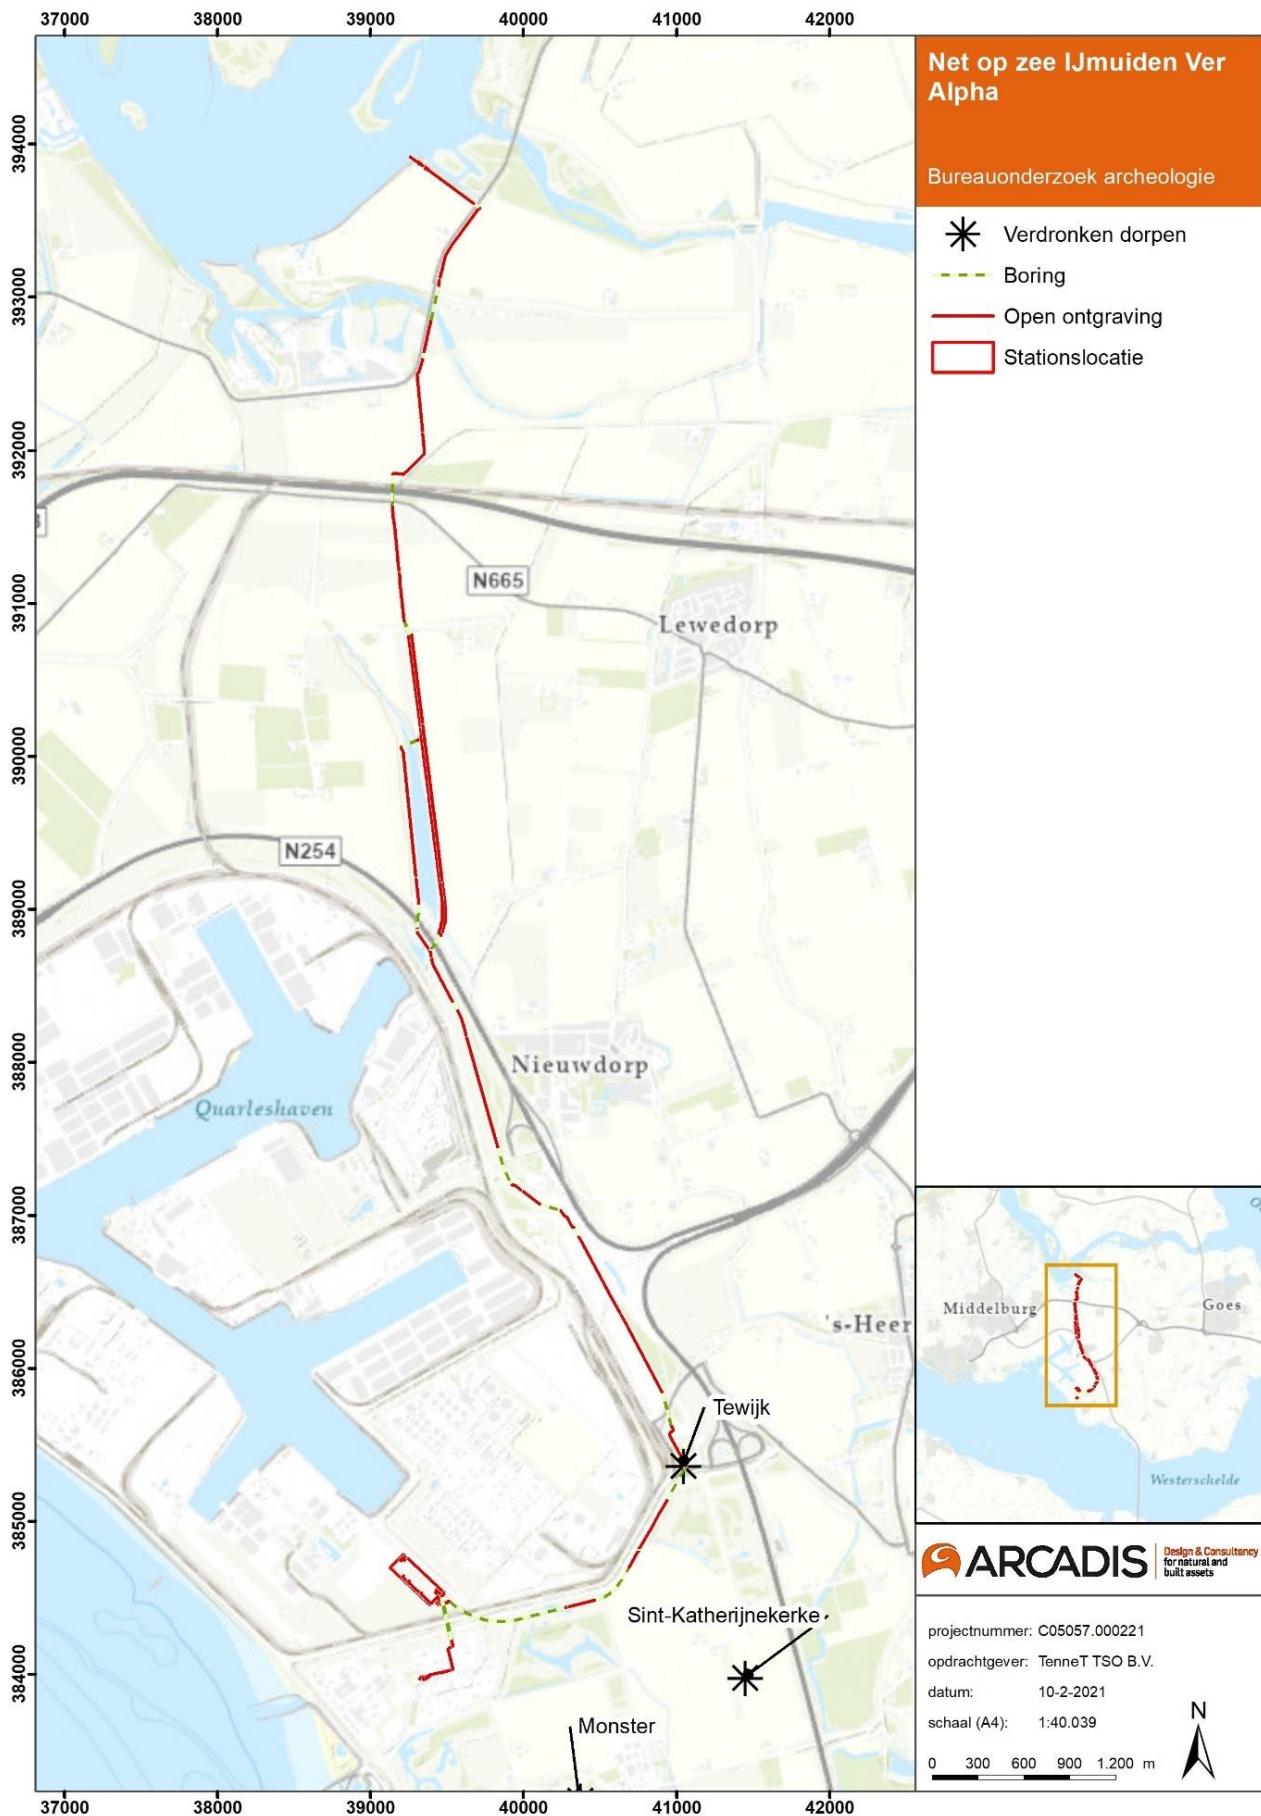 37000 38000 39000 40000 41000 42000
Net op zee IJmuiden Ver
Alpha
Bureauonderzoek archeologie
Verdronken dorpen
Boring
Open ontgraving
Stationslocatie
394000
393000
392000
391000
390000
389000
388000
387000
386000
385000
384000
N665
Lewedorp
N254
Nieuwdorp
Quarleshaven
's-Heer
Tewijk
Sint-Katherijnekerke
Monster
Middelburg
Goes
Westerschelde
ARCADIS
Design & Consultancy
for natural and
built assets
projectnummer: C05057.000221
opdrachtgever: TenneT TSO B.V.
datum: 10-2-2021
schaal (A4): 1:40.039
N
0 300 600 900 1.200 m
37000 38000 39000 40000 41000 42000